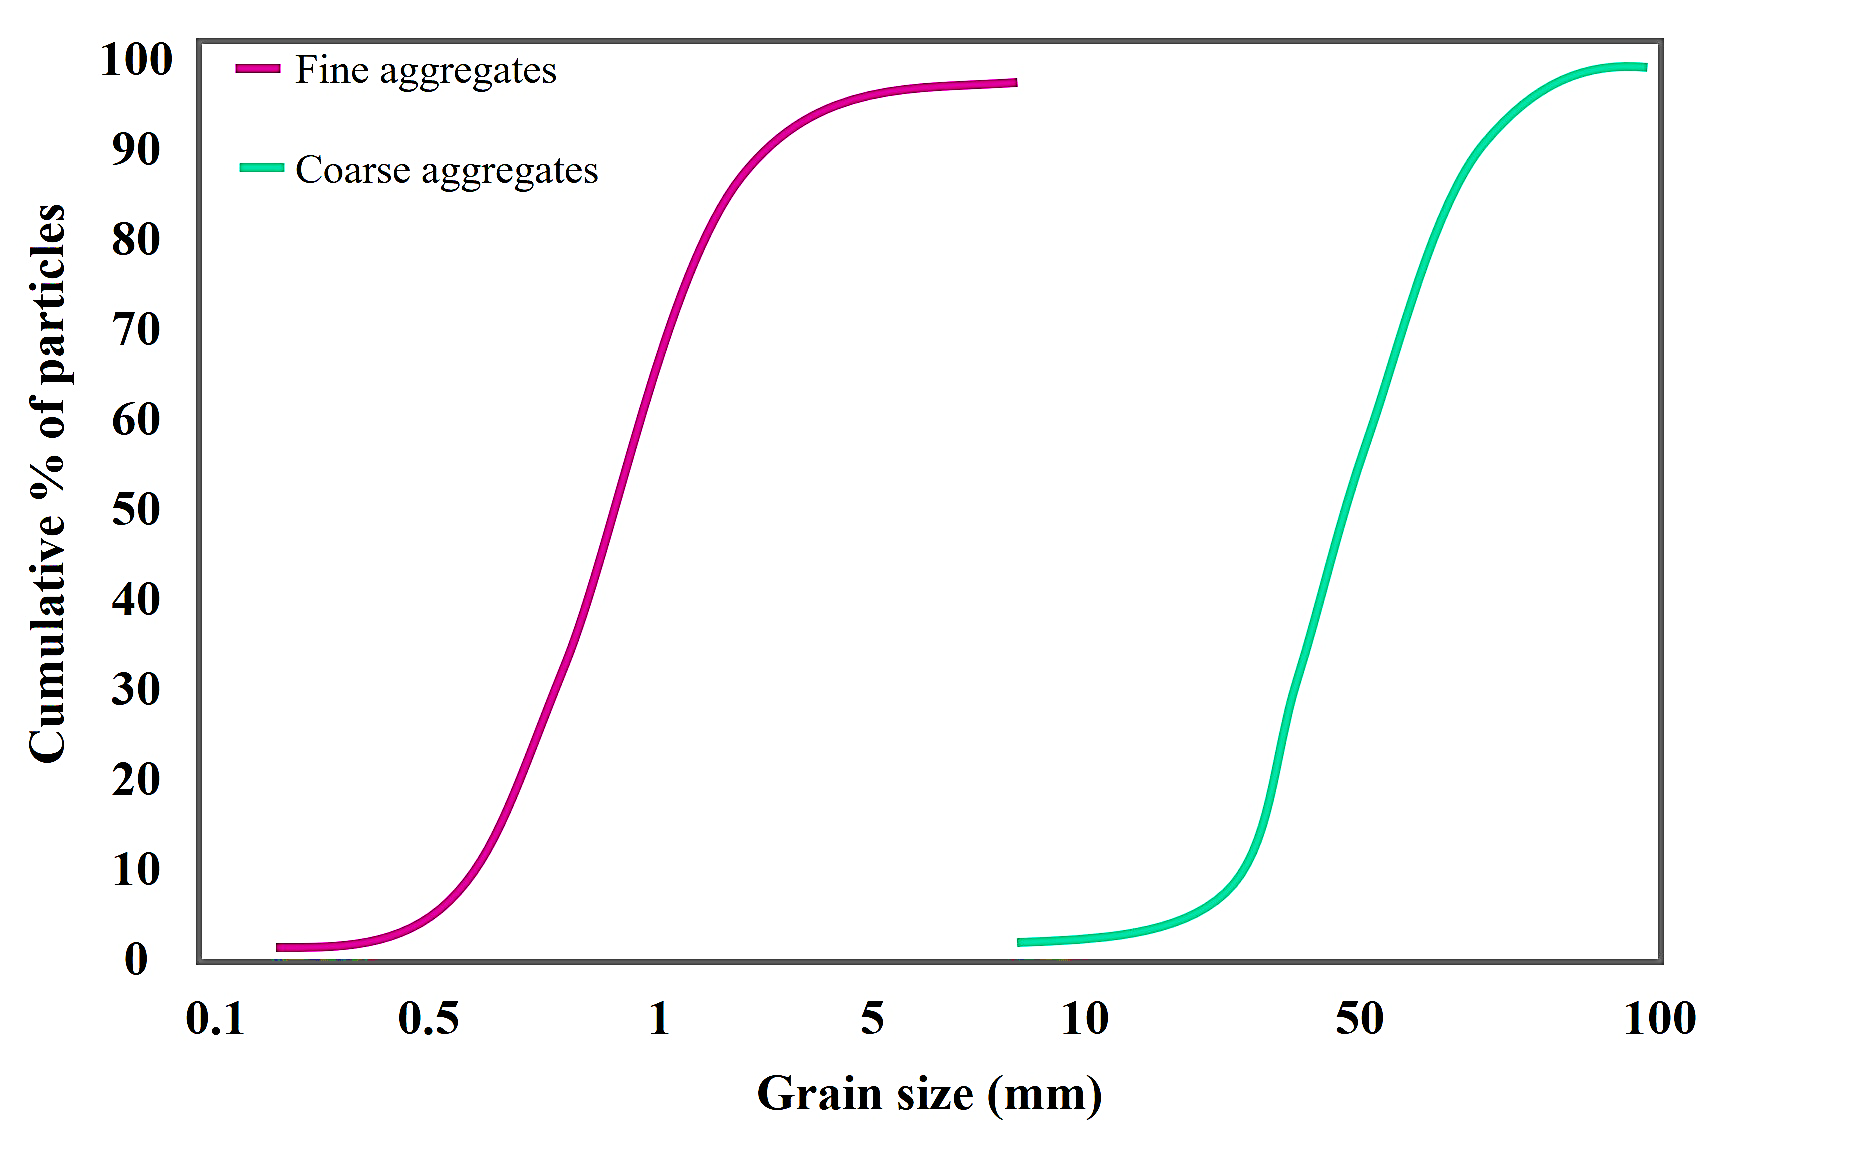 Fine aggregates
Coarse aggregates
Cumulative % of particles
100
90
80
70
60
50
40
30
20
10
0
0.1 0.5 1 5 10 50 100
Grain size (mm)